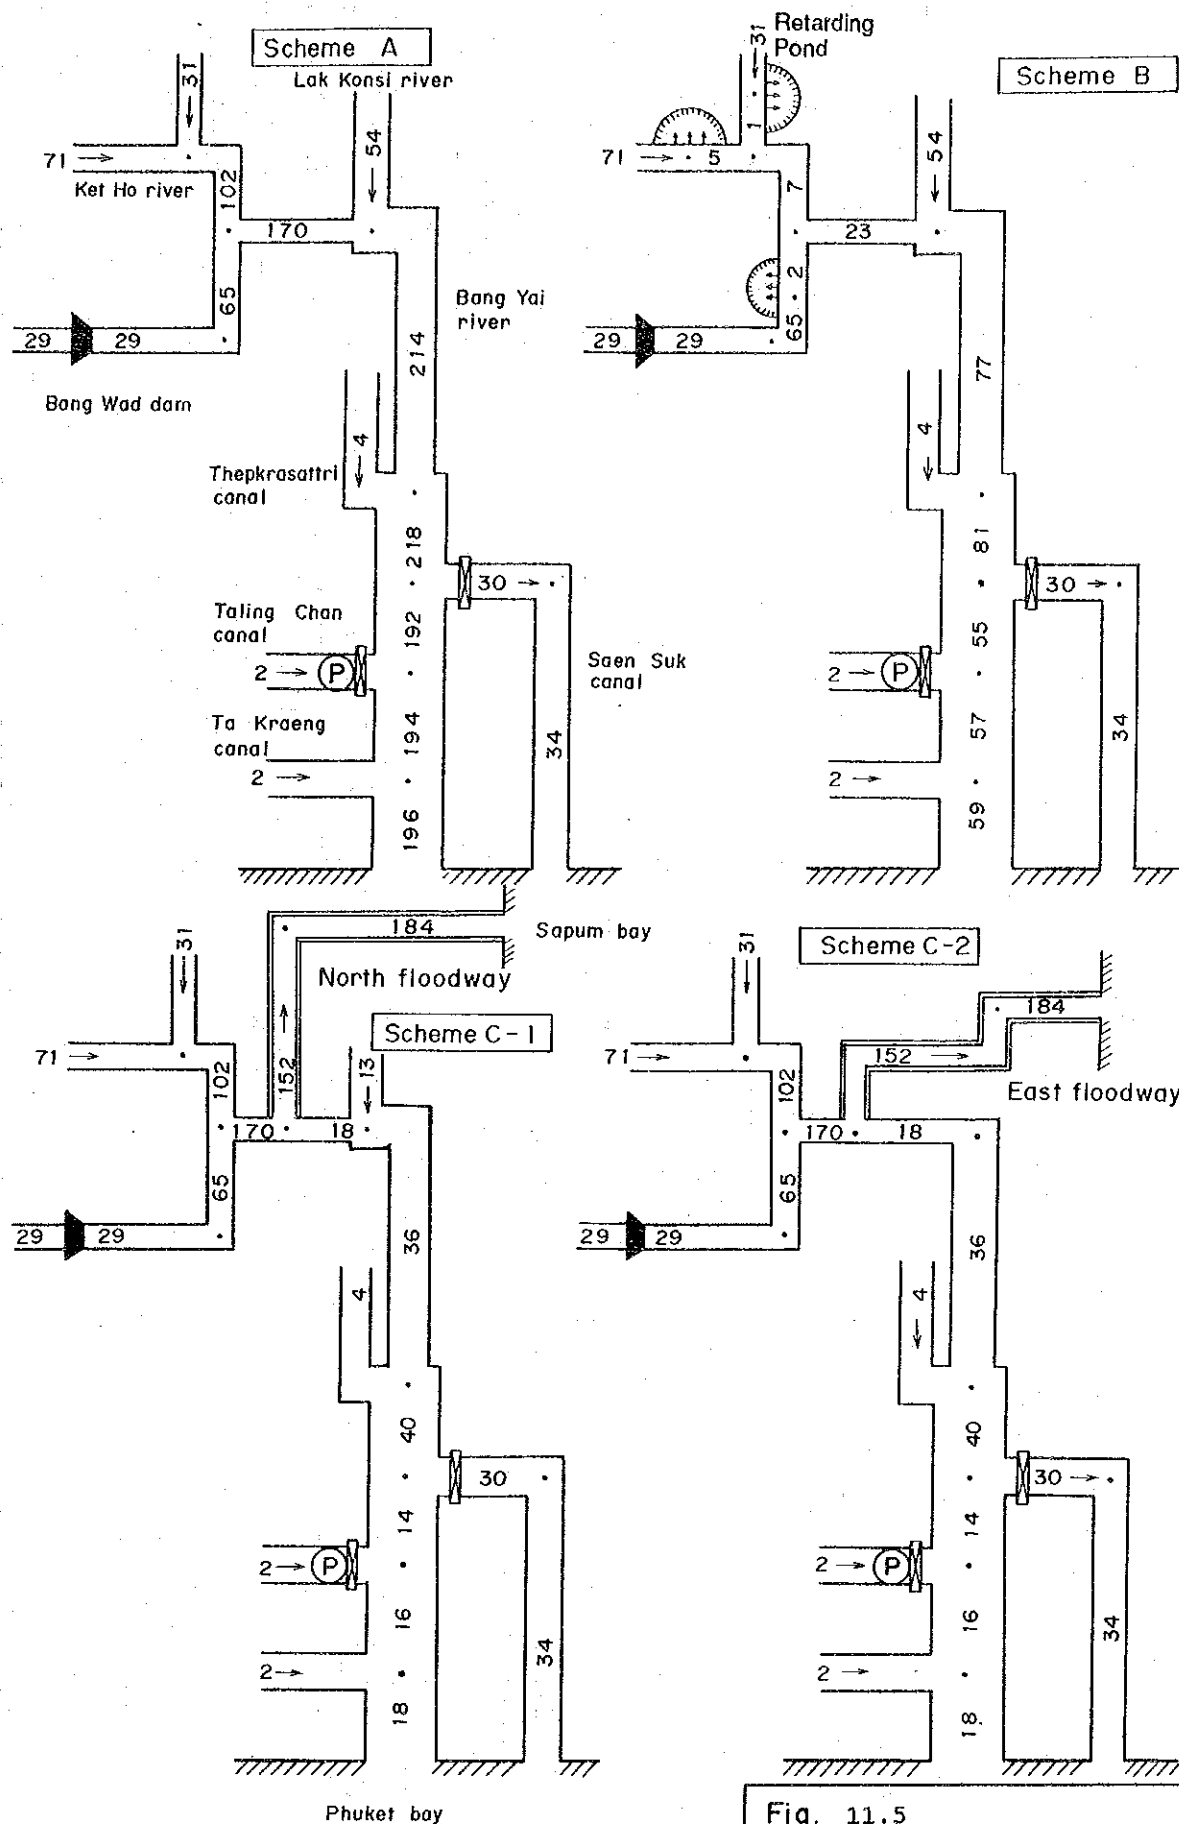 Scheme A
Lak Konsi river
31
54
71
Ket Ho river
102
170
65
29
29
Bang Wad dam
Bang Yai
river
214
4
Thepkrasattri
canal
218
30
Taling Chan
canal
192
2
P
Saen Suk
canal
Ta Kraeng
canal
194
34
2
196
Retarding
Pond
Scheme B
31
1
54
71
5
7
23
2
65
29
29
77
4
81
30
55
2
P
57
34
2
59
184
Sapum bay
North floodway
Scheme C-1
31
71
102
152
13
170
18
65
29
29
36
4
40
30
14
2
P
16
34
2
18
Phuket bay
Scheme C-2
31
184
71
152
East floodway
102
170
18
65
29
29
36
4
40
30
14
2
P
16
34
2
18
Fig. 11.5